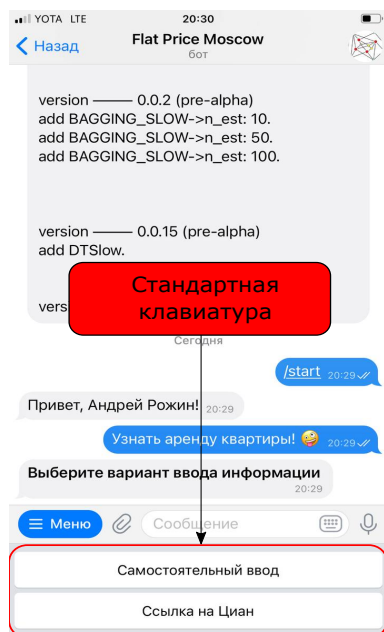 YOTA LTE 20:30
Назад Flat Price Moscow
бот
version —— 0.0.2 (pre-alpha)
add BAGGING_SLOW->n_est: 10.
add BAGGING_SLOW->n_est: 50.
add BAGGING_SLOW->n_est: 100.
version —— 0.0.15 (pre-alpha)
add DTSlow.
Стандартная
клавиатура
vers
Сегодня
/start 20:29
Привет, Андрей Рожин! 20:29
Узнать аренду квартиры! 🤪 20:29
Выберите вариант ввода информации
20:29
Меню Сообщение
Самостоятельный ввод
Ссылка на Циан